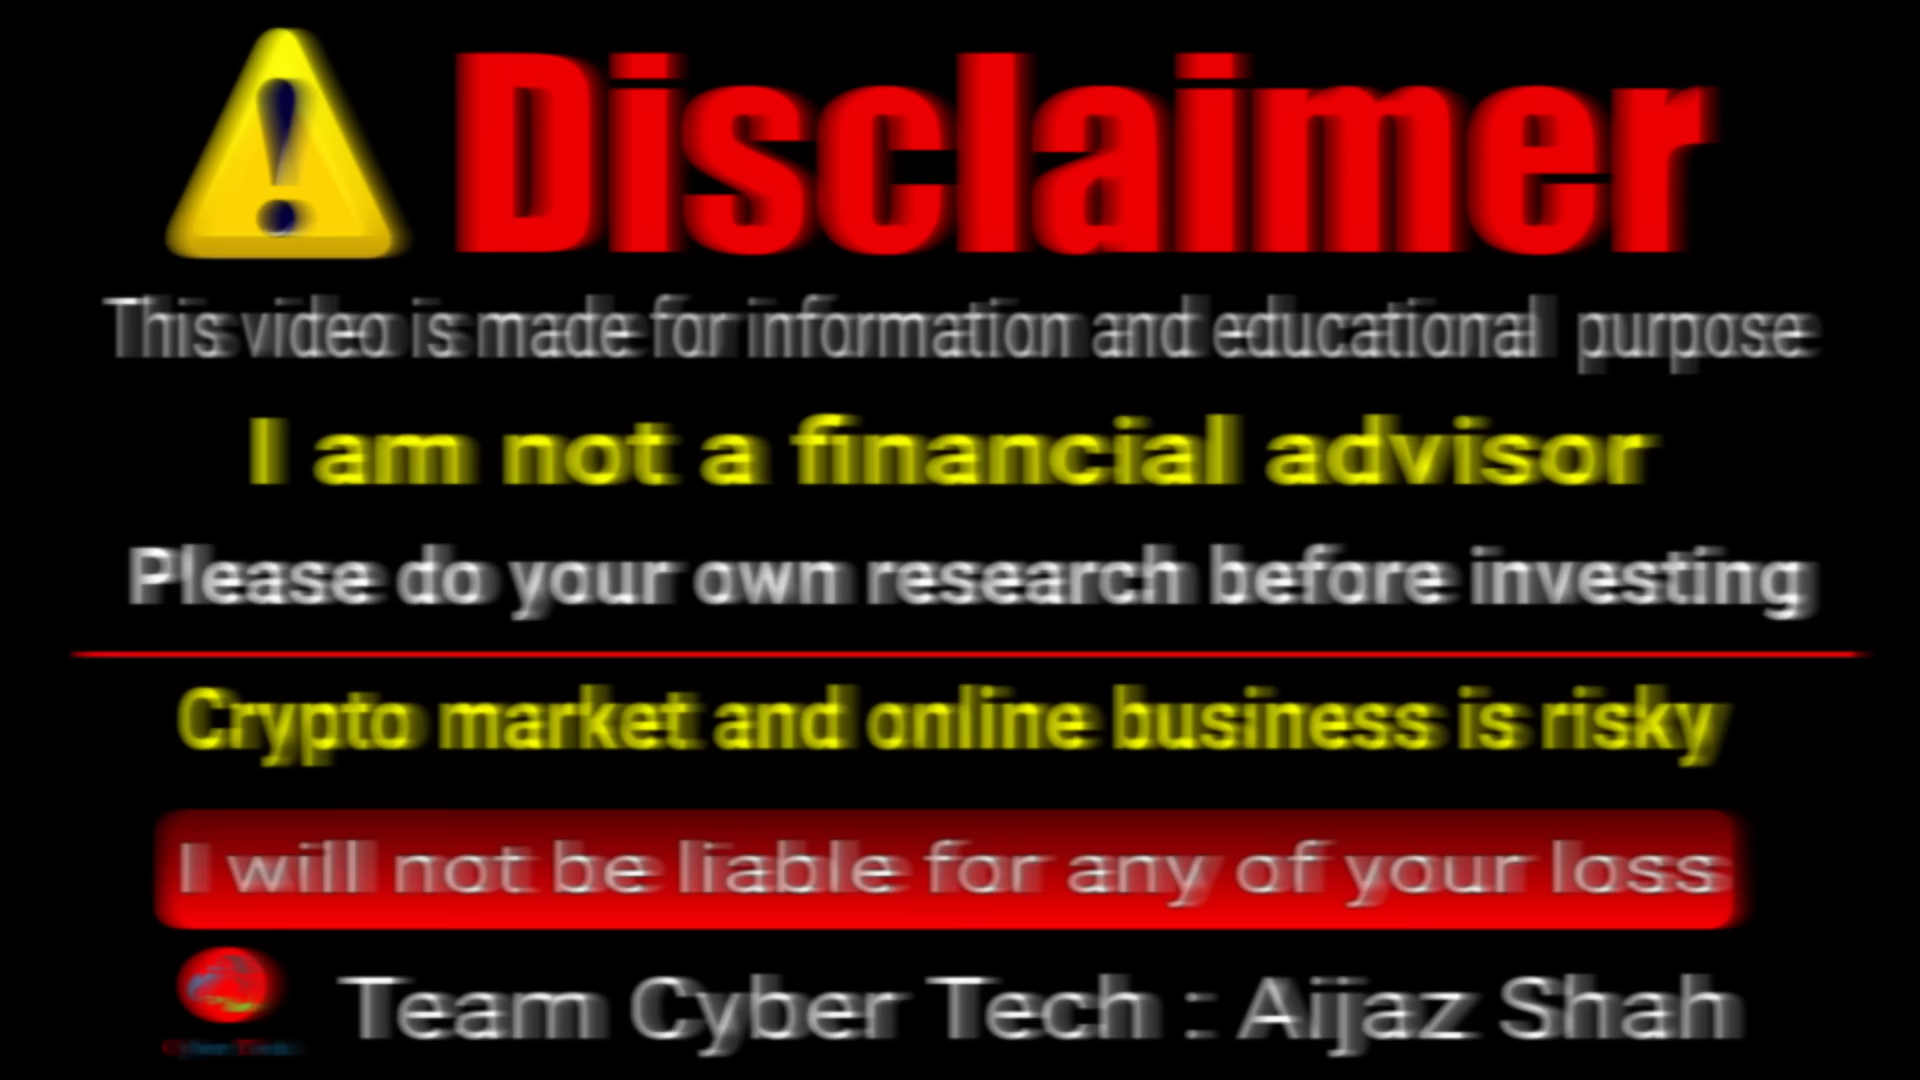 Disclaimer
This video is made for information and educational purpose
I am not a financial advisor
Please do your own research before investing
Crypto market and online business is risky
I will not be liable for any of your loss
Team Cyber Tech : Aijaz Shah
Cyber Tech